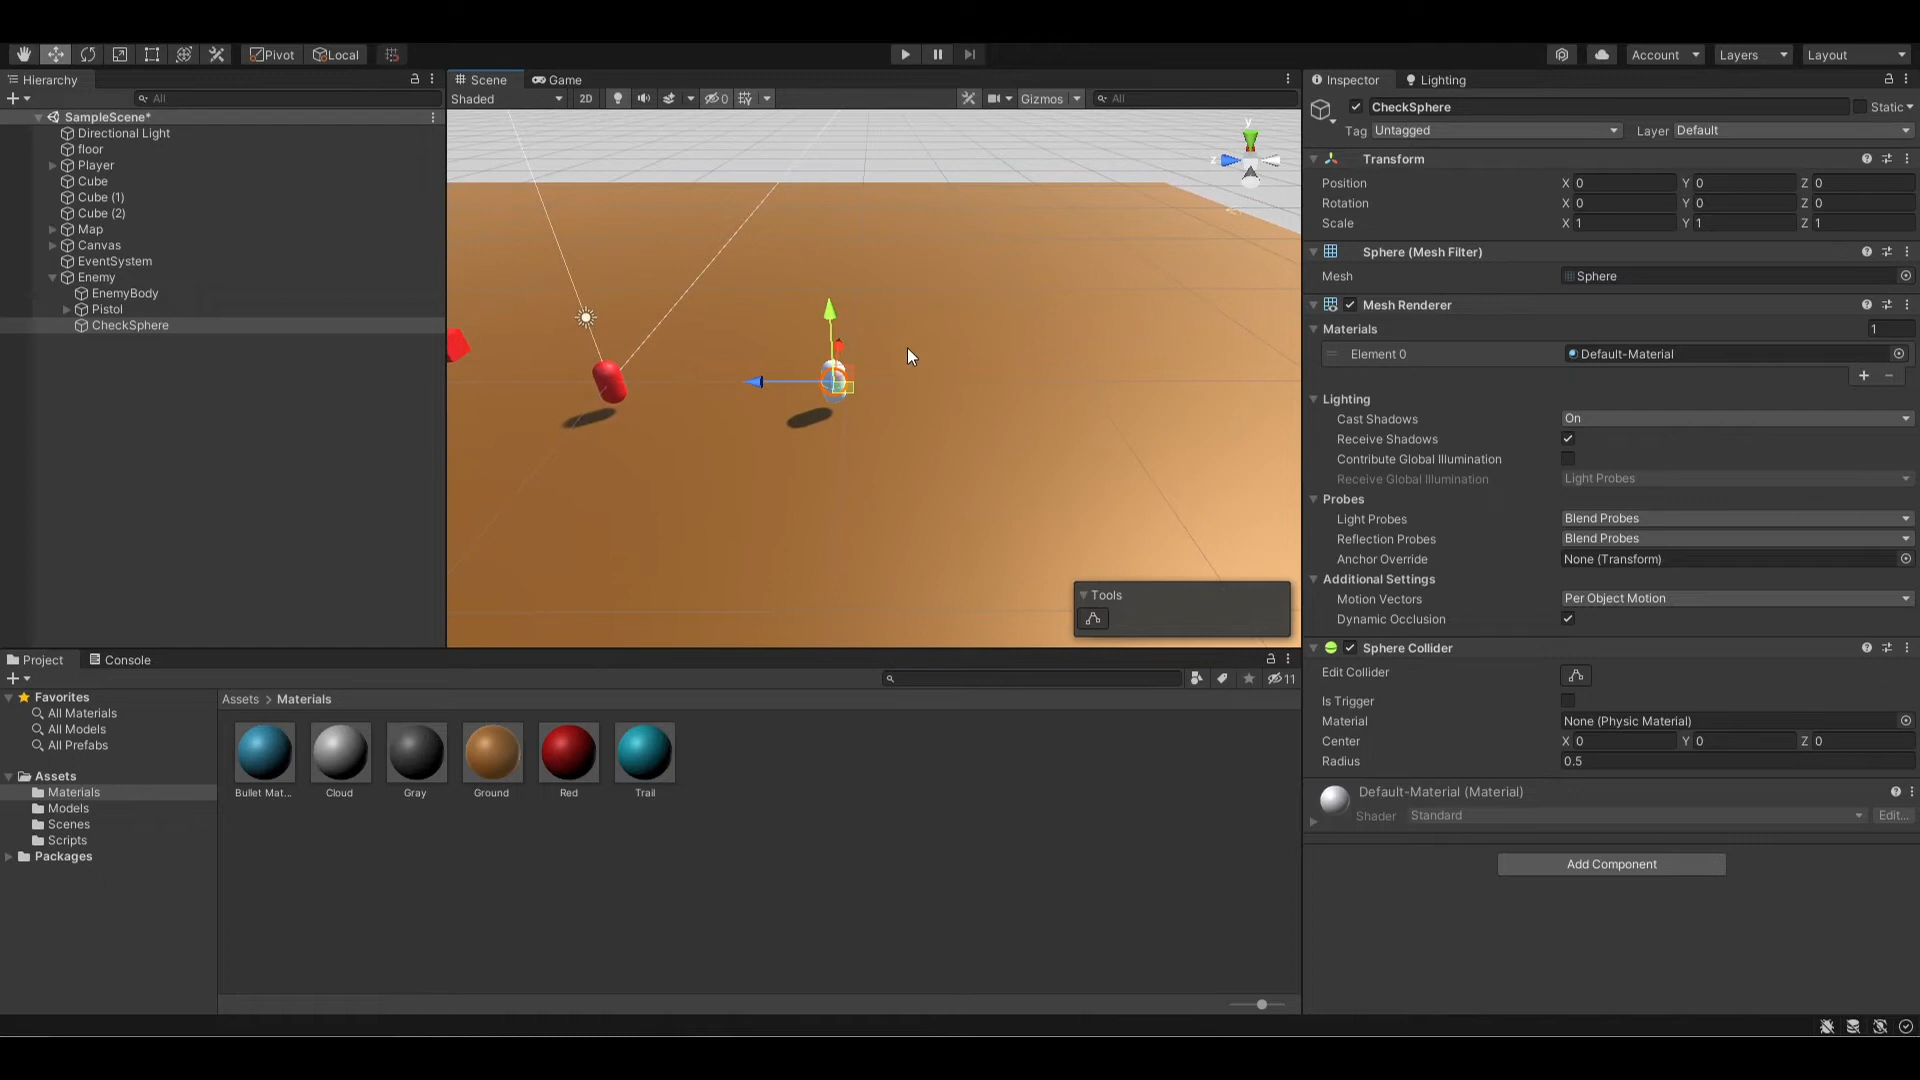 Pivot Local Account Layers Layout
Hierarchy Scene Game Inspector Lighting
All Shaded 2D 0 Gizmos All CheckSphere Static
SampleScene* Tag Untagged Layer Default
Directional Light
floor
Player
Cube
Cube (1)
Cube (2)
Map
Canvas
EventSystem
Enemy
EnemyBody
Pistol
CheckSphere
y
z
Tools
Transform
Position X 0 Y 0 Z 0
Rotation X 0 Y 0 Z 0
Scale X 1 Y 1 Z 1
Sphere (Mesh Filter)
Mesh Sphere
Mesh Renderer
Materials 1
Element 0 Default-Material
Lighting
Cast Shadows On
Receive Shadows
Contribute Global Illumination
Receive Global Illumination Light Probes
Probes
Light Probes Blend Probes
Reflection Probes Blend Probes
Anchor Override None (Transform)
Additional Settings
Motion Vectors Per Object Motion
Dynamic Occlusion
Sphere Collider
Edit Collider
Is Trigger
Material None (Physic Material)
Center X 0 Y 0 Z 0
Radius 0.5
Default-Material (Material)
Shader Standard Edit...
Add Component
Project Console
11
Favorites
All Materials
All Models
All Prefabs
Assets
Materials
Models
Scenes
Scripts
Packages
Assets > Materials
Bullet Mat... Cloud Gray Ground Red Trail